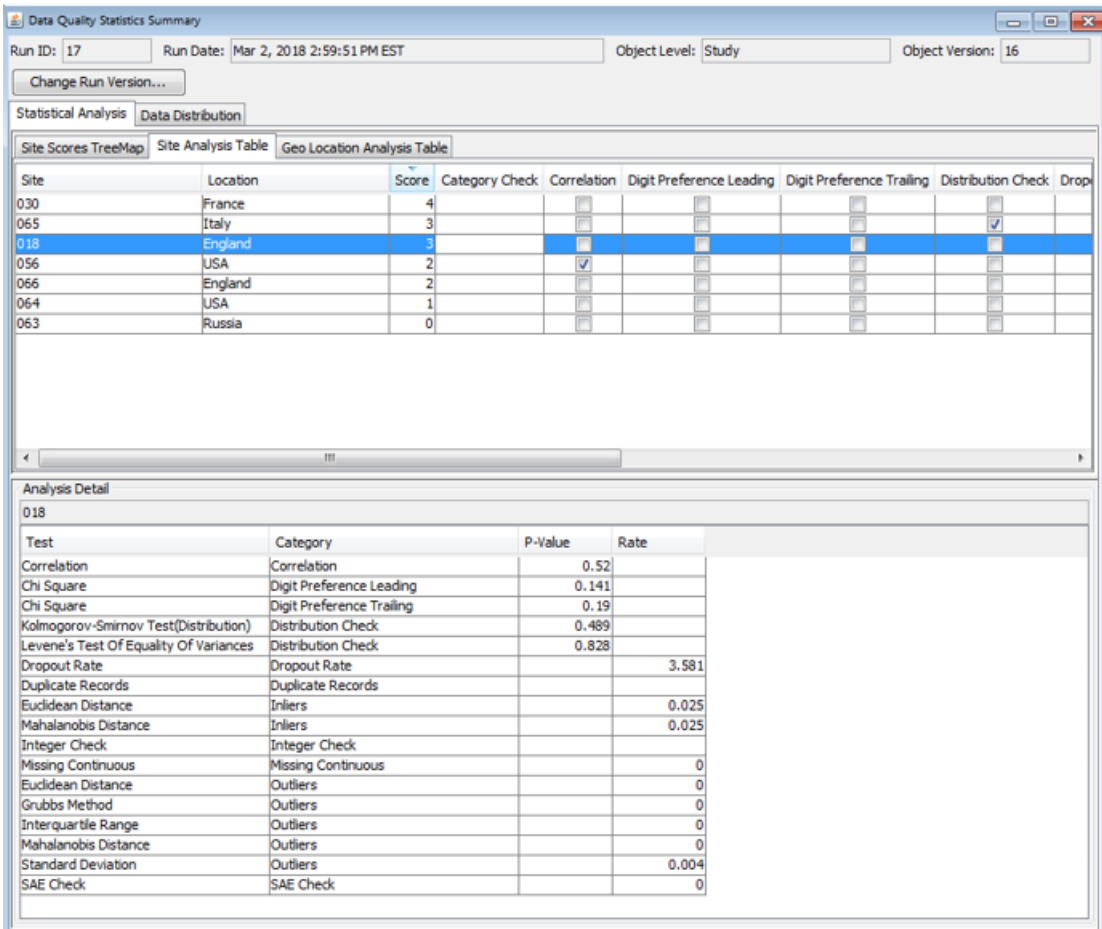 Data Quality Statistics Summary
Run ID: 17 Run Date: Mar 2, 2018 2:59:51 PM EST Object Level: Study Object Version: 16
Change Run Version...
Statistical Analysis Data Distribution
Site Scores TreeMap Site Analysis Table Geo Location Analysis Table
Site Location Score Category Check Correlation Digit Preference Leading Digit Preference Trailing Distribution Check Drop
030 France 4
065 Italy 3
018 England 3
056 USA 2
066 England 2
064 USA 1
063 Russia 0
Analysis Detail
018
Test Category P-Value Rate
Correlation Correlation 0.52
Chi Square Digit Preference Leading 0.141
Chi Square Digit Preference Trailing 0.19
Kolmogorov-Smirnov Test(Distribution) Distribution Check 0.489
Levene's Test Of Equality Of Variances Distribution Check 0.828
Dropout Rate Dropout Rate 3.581
Duplicate Records Duplicate Records
Euclidean Distance Inliers 0.025
Mahalanobis Distance Inliers 0.025
Integer Check Integer Check
Missing Continuous Missing Continuous 0
Euclidean Distance Outliers 0
Grubbs Method Outliers 0
Interquartile Range Outliers 0
Mahalanobis Distance Outliers 0
Standard Deviation Outliers 0.004
SAE Check SAE Check 0